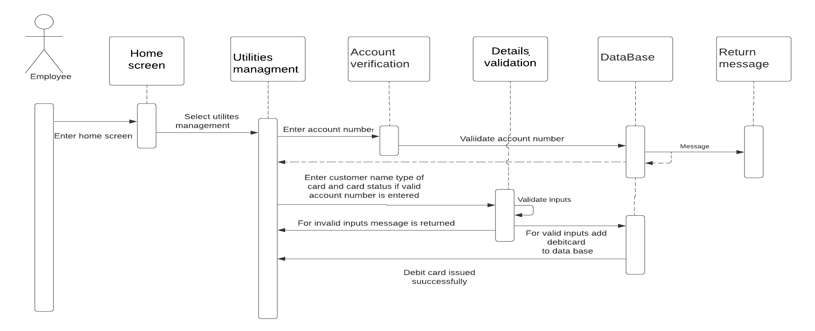 Employee
Home
screen
Utilities
managment
Account
verification
Details
validation
DataBase
Return
message
Enter home screen
Select utilites
management
Enter account number
Valiidate account number
Message
Enter customer name type of
card and card status if valid
account number is entered
Validate inputs
For invalid inputs message is returned
For valid inputs add
debitcard
to data base
Debit card issued
suuccessfully